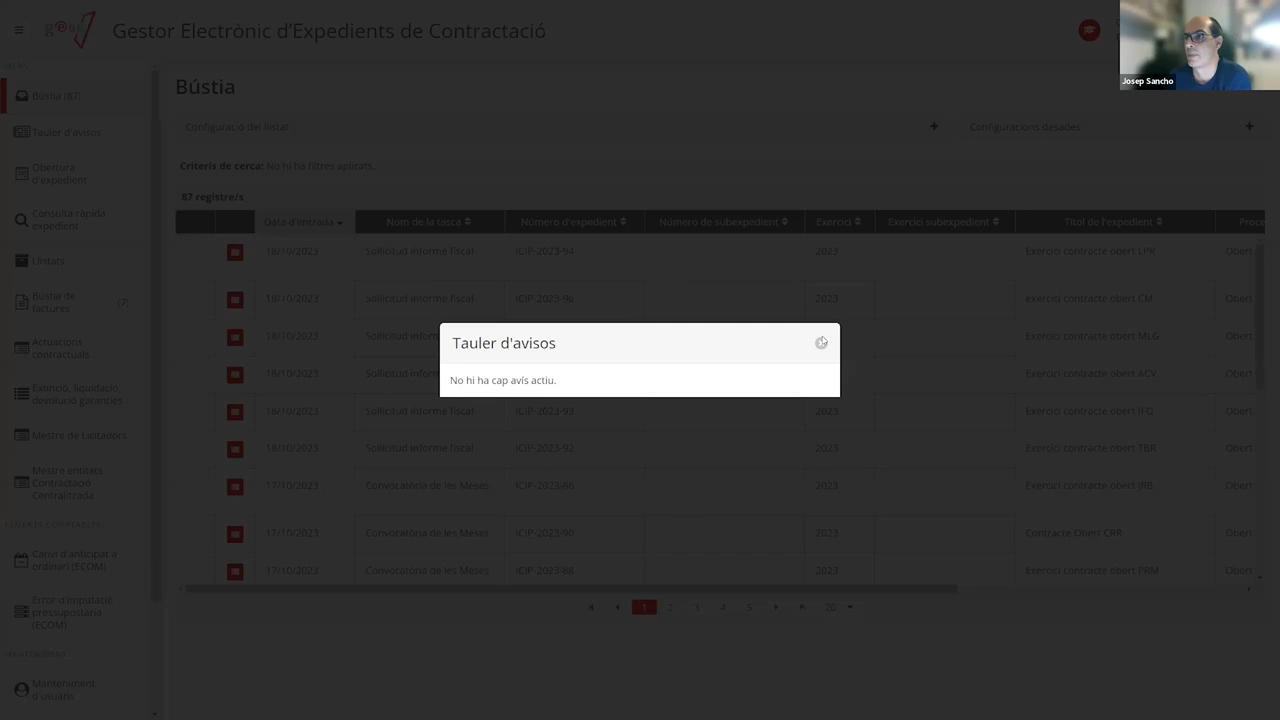 Gestor Electrònic d'Expedients de Contractació
Josep Sancho
Bústia (87)
Tauler d'avisos
Obertura
d'expedient
Consulta ràpida
expedient
Llistats
Bústia de
factures
(7)
Actuacions
contractuals
Extinció, liquidació,
devolució garanties
Mestre de Licitadors
Mestre entitats
Contractació
Centralitzada
Canvi d'anticipat a
ordinari (ECOM)
Error d'imputació
pressupostària
(ECOM)
Manteniment
d'usuaris
Bústia
Configuració del llistat
Configuracions desades
Criteris de cerca: No hi ha filtres aplicats.
87 registre/s
Data d'entrada Nom de la tasca Número d'expedient Número de subexpedient Exercici Exercici subexpedient Títol de l'expedient Proce
18/10/2023 Sol·licitud informe fiscal ICIP-2023-94 2023 Exercici contracte obert LPR Obert
18/10/2023 Sol·licitud informe fiscal 2023 exercici contracte obert CM Obert
18/10/2023 Exercici contracte obert MLG Obert
18/10/2023 Exercici contracte obert ACV Obert
18/10/2023 Sol·licitud informe fiscal ICIP-2023-93 2023 Exercici contracte obert Obert
18/10/2023 Sol·licitud informe fiscal ICIP-2023-92 2023 Exercici contracte obert TBR Obert
17/10/2023 Convocatòria de les Meses ICIP-2023-86 2023 Exercici contracte obert JRB Obert
17/10/2023 Convocatòria de les Meses ICIP-2023-90 2023 Contracte Obert CRR Obert
17/10/2023 Convocatòria de les Meses ICIP-2023-88 2023 Exercici contracte obert PRM Obert
Tauler d'avisos
No hi ha cap avís actiu.
1 2 3 4 5 20